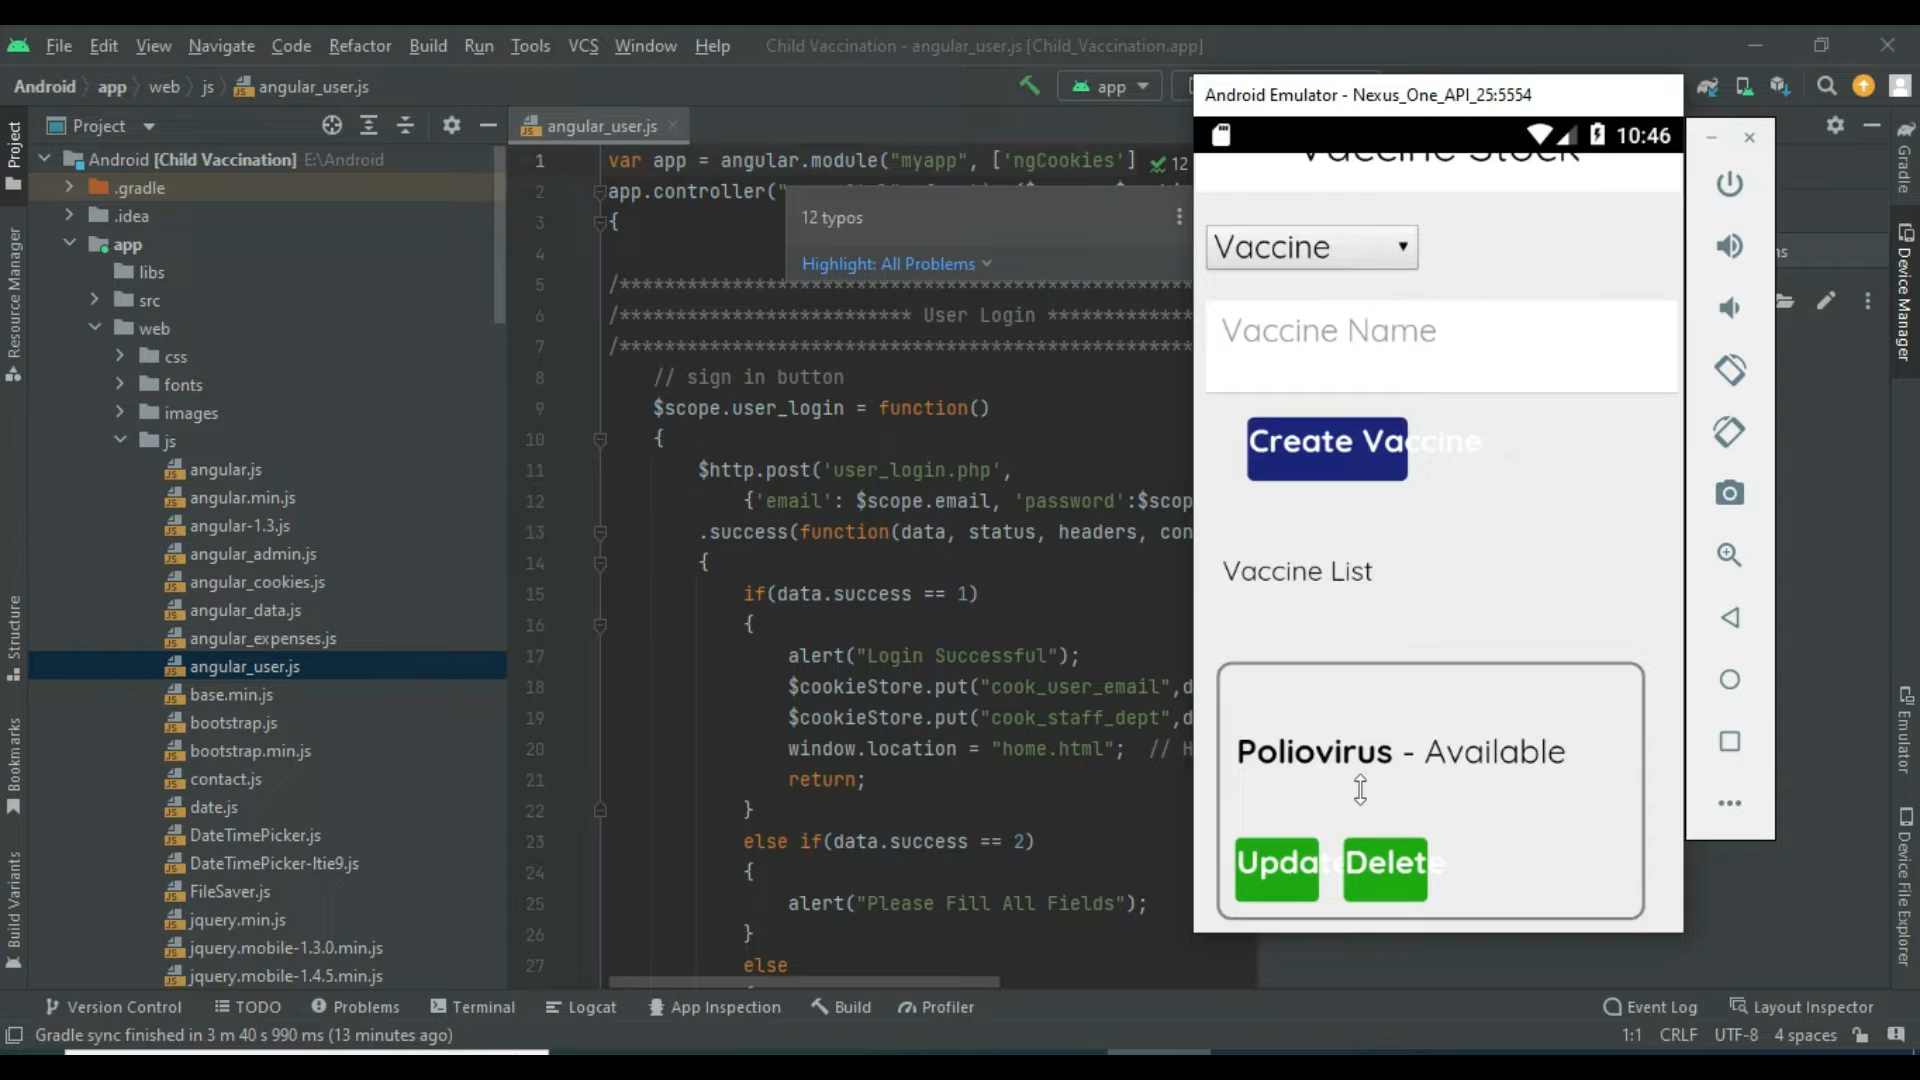 File Edit View Navigate Code Refactor Build Run Tools VCS Window Help Child Vaccination - angular_user.js [Child_Vaccination.app]
Android app web js angular_user.js app
Project
angular_user.js
Android [Child Vaccination] E:\Android
.gradle
.idea
app
libs
src
web
css
fonts
images
js
angular.js
angular.min.js
angular-1.3.js
angular_admin.js
angular_cookies.js
angular_data.js
angular_expenses.js
angular_user.js
base.min.js
bootstrap.js
bootstrap.min.js
contact.js
date.js
DateTimePicker.js
DateTimePicker-ltie9.js
FileSaver.js
jquery.min.js
jquery.mobile-1.3.0.min.js
jquery.mobile-1.4.5.min.js
Project
Resource Manager
Structure
Bookmarks
Build Variants
1 var app = angular.module("myapp", ['ngCookies'] 12
2 app.controller("
3 {
4
5 /****************************************************
6 /************************** User Login *************
7 /****************************************************
8 // sign in button
9 $scope.user_login = function()
10 {
11 $http.post('user_login.php',
12 {'email': $scope.email, 'password':$scop
13 .success(function(data, status, headers, con
14 {
15 if(data.success == 1)
16 {
17 alert("Login Successful");
18 $cookieStore.put("cook_user_email",d
19 $cookieStore.put("cook_staff_dept",d
20 window.location = "home.html"; // H
21 return;
22 }
23 else if(data.success == 2)
24 {
25 alert("Please Fill All Fields");
26 }
27 else
12 typos
Highlight: All Problems
Android Emulator - Nexus_One_API_25:5554
10:46
Vaccine Stock
Vaccine
Vaccine Name
Create Vaccine
Vaccine List
Poliovirus - Available
Update Delete
Gradle
Device Manager
Emulator
Device File Explorer
Version Control TODO Problems Terminal Logcat App Inspection Build Profiler Event Log Layout Inspector
Gradle sync finished in 3 m 40 s 990 ms (13 minutes ago) 1:1 CRLF UTF-8 4 spaces